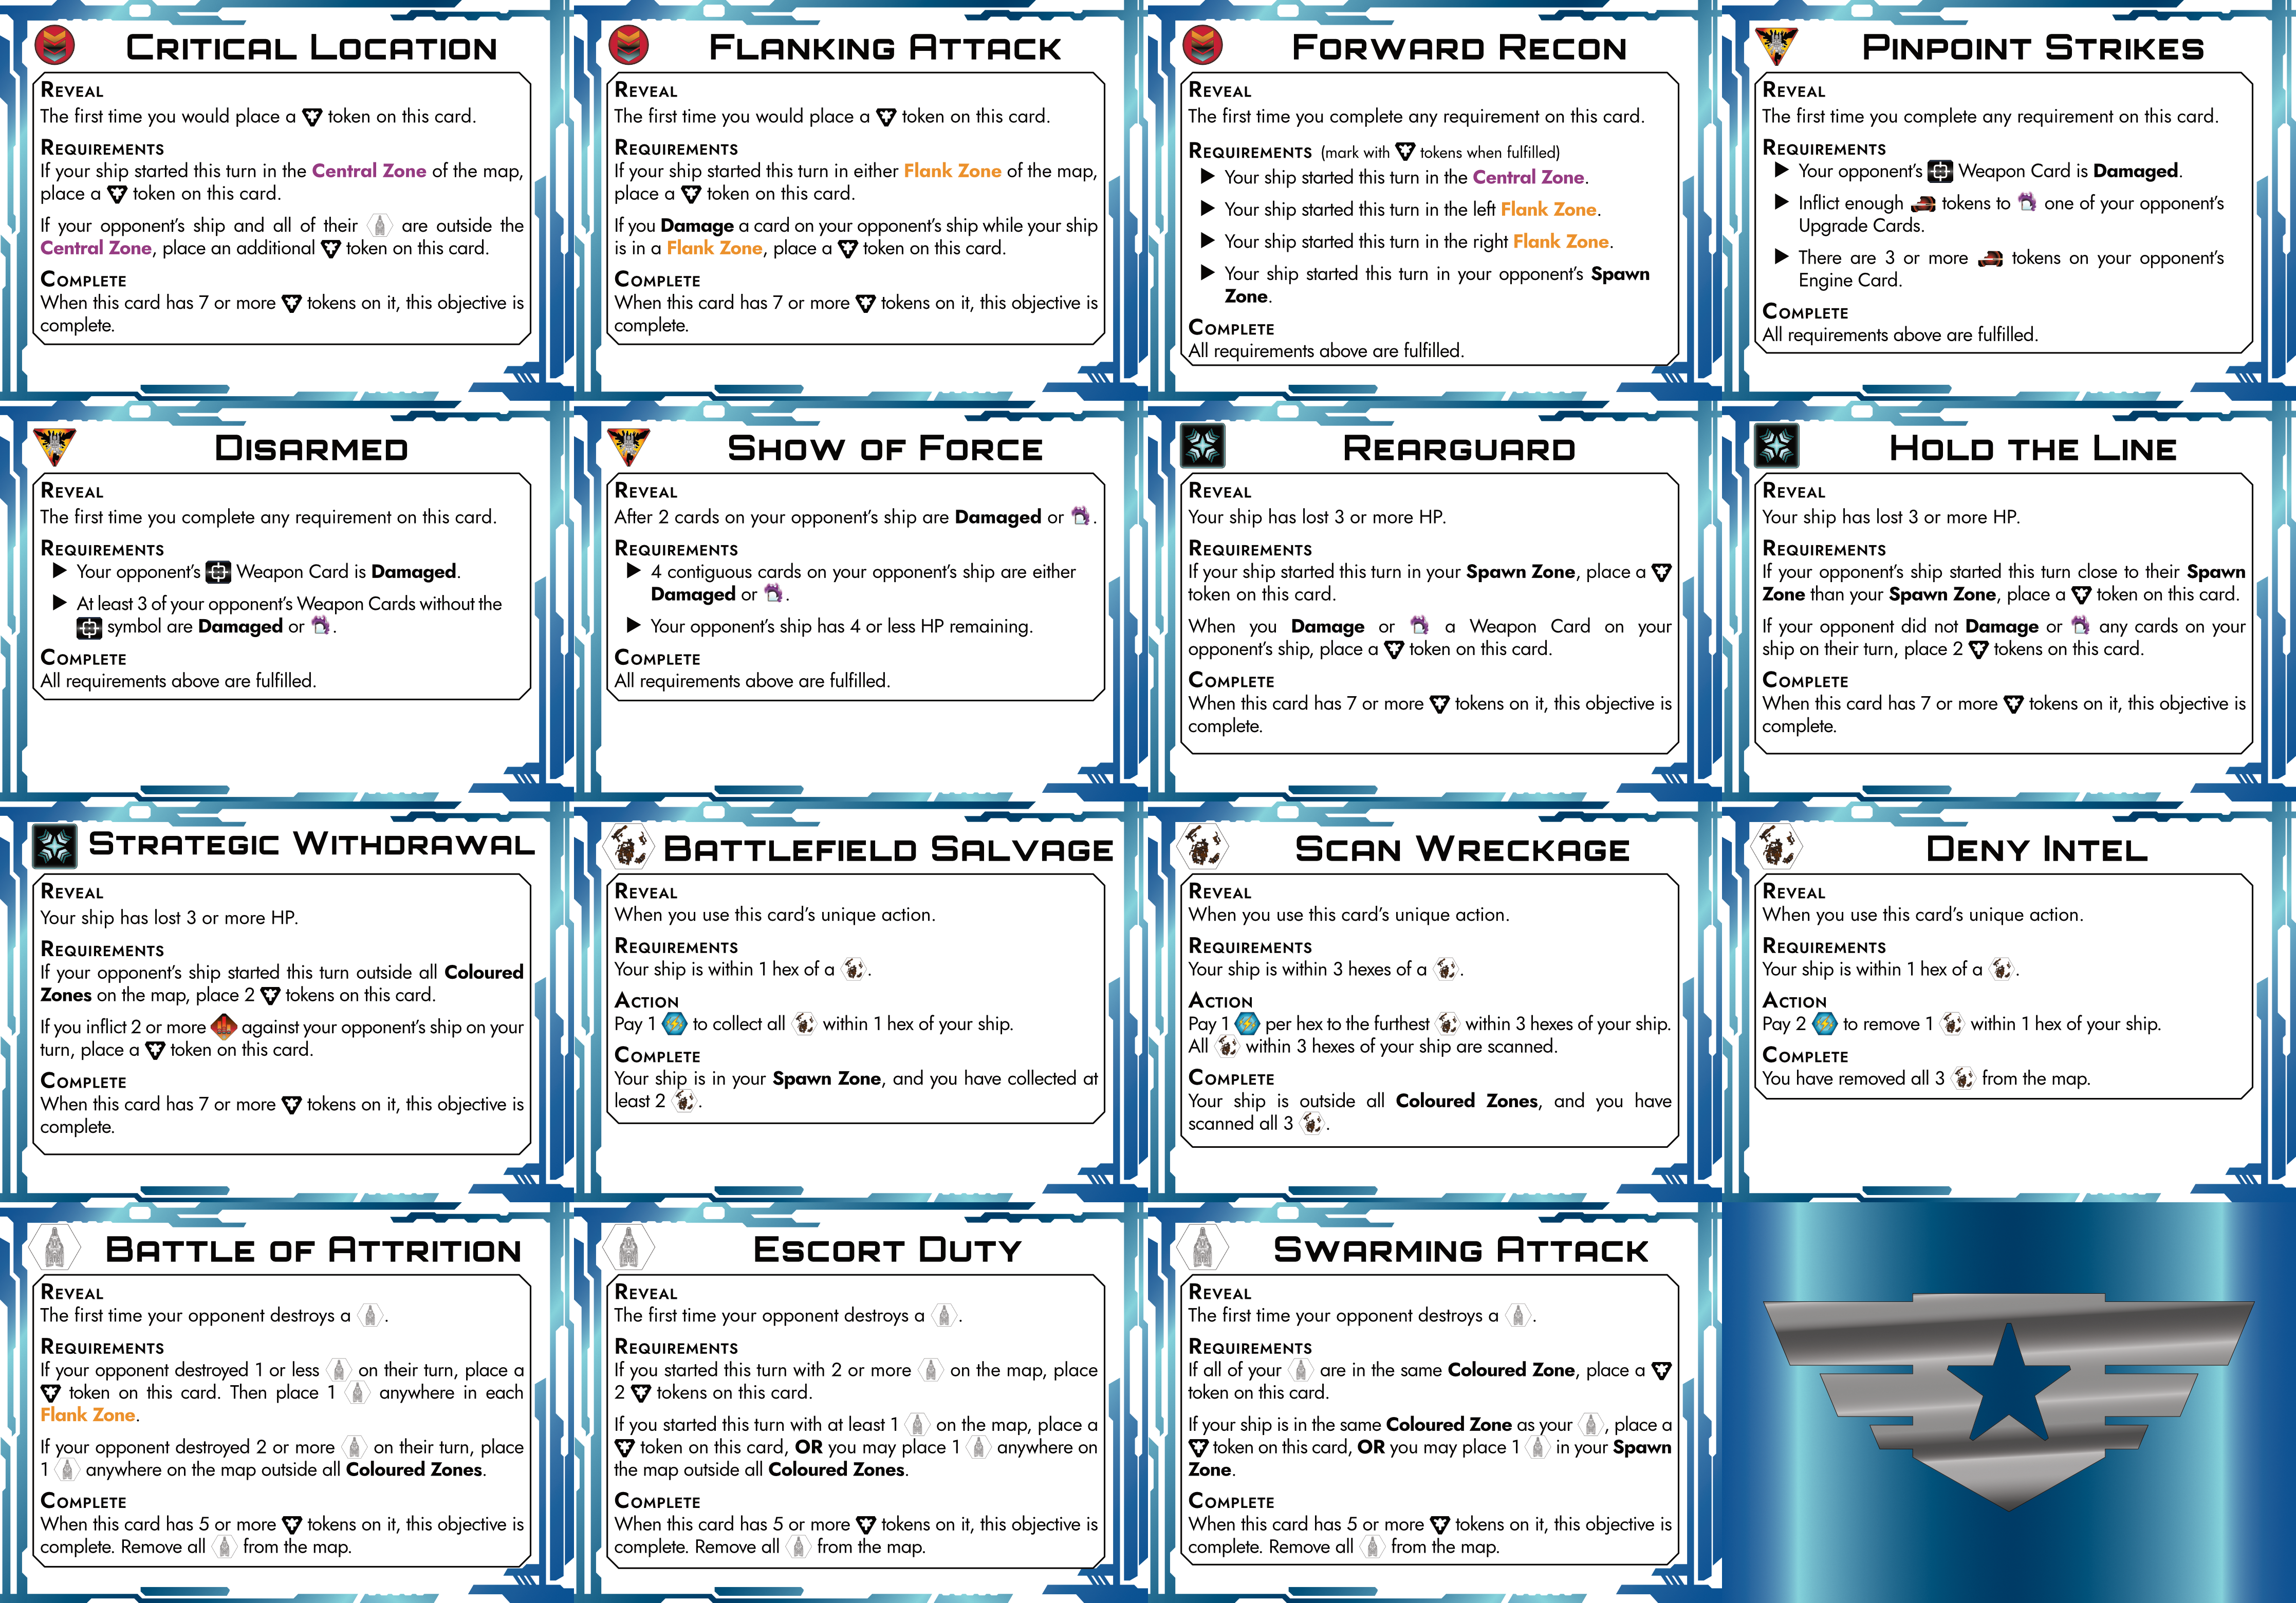 CRITICAL LOCATION
REVEAL
The first time you would place a token on this card.
REQUIREMENTS
If your ship started this turn in the Central Zone of the map,
place a token on this card.
If your opponent's ship and all of their are outside the
Central Zone, place an additional token on this card.
COMPLETE
When this card has 7 or more tokens on it, this objective is
complete.
FLANKING ATTACK
REVEAL
The first time you would place a token on this card.
REQUIREMENTS
If your ship started this turn in either Flank Zone of the map,
place a token on this card.
If you Damage a card on your opponent's ship while your ship
is in a Flank Zone, place a token on this card.
COMPLETE
When this card has 7 or more tokens on it, this objective is
complete.
FORWARD RECON
REVEAL
The first time you complete any requirement on this card.
REQUIREMENTS (mark with tokens when fulfilled)
Your ship started this turn in the Central Zone.
Your ship started this turn in the left Flank Zone.
Your ship started this turn in the right Flank Zone.
Your ship started this turn in your opponent's Spawn
Zone.
COMPLETE
All requirements above are fulfilled.
PINPOINT STRIKES
REVEAL
The first time you complete any requirement on this card.
REQUIREMENTS
Your opponent's Weapon Card is Damaged.
Inflict enough tokens to one of your opponent's
Upgrade Cards.
There are 3 or more tokens on your opponent's
Engine Card.
COMPLETE
All requirements above are fulfilled.
DISARMED
REVEAL
The first time you complete any requirement on this card.
REQUIREMENTS
Your opponent's Weapon Card is Damaged.
At least 3 of your opponent's Weapon Cards without the
symbol are Damaged or .
COMPLETE
All requirements above are fulfilled.
SHOW OF FORCE
REVEAL
After 2 cards on your opponent's ship are Damaged or .
REQUIREMENTS
4 contiguous cards on your opponent's ship are either
Damaged or .
Your opponent's ship has 4 or less HP remaining.
COMPLETE
All requirements above are fulfilled.
REARGUARD
REVEAL
Your ship has lost 3 or more HP.
REQUIREMENTS
If your ship started this turn in your Spawn Zone, place a
token on this card.
When you Damage or a Weapon Card on your
opponent's ship, place a token on this card.
COMPLETE
When this card has 7 or more tokens on it, this objective is
complete.
HOLD THE LINE
REVEAL
Your ship has lost 3 or more HP.
REQUIREMENTS
If your opponent's ship started this turn close to their Spawn
Zone than your Spawn Zone, place a token on this card.
If your opponent did not Damage or any cards on your
ship on their turn, place 2 tokens on this card.
COMPLETE
When this card has 7 or more tokens on it, this objective is
complete.
STRATEGIC WITHDRAWAL
REVEAL
Your ship has lost 3 or more HP.
REQUIREMENTS
If your opponent's ship started this turn outside all Coloured
Zones on the map, place 2 tokens on this card.
If you inflict 2 or more against your opponent's ship on your
turn, place a token on this card.
COMPLETE
When this card has 7 or more tokens on it, this objective is
complete.
BATTLEFIELD SALVAGE
REVEAL
When you use this card's unique action.
REQUIREMENTS
Your ship is within 1 hex of a .
ACTION
Pay 1 to collect all within 1 hex of your ship.
COMPLETE
Your ship is in your Spawn Zone, and you have collected at
least 2 .
SCAN WRECKAGE
REVEAL
When you use this card's unique action.
REQUIREMENTS
Your ship is within 3 hexes of a .
ACTION
Pay 1 per hex to the furthest within 3 hexes of your ship.
All within 3 hexes of your ship are scanned.
COMPLETE
Your ship is outside all Coloured Zones, and you have
scanned all 3 .
DENY INTEL
REVEAL
When you use this card's unique action.
REQUIREMENTS
Your ship is within 1 hex of a .
ACTION
Pay 2 to remove 1 within 1 hex of your ship.
COMPLETE
You have removed all 3 from the map.
BATTLE OF ATTRITION
REVEAL
The first time your opponent destroys a .
REQUIREMENTS
If your opponent destroyed 1 or less on their turn, place a
token on this card. Then place 1 anywhere in each
Flank Zone.
If your opponent destroyed 2 or more on their turn, place
1 anywhere on the map outside all Coloured Zones.
COMPLETE
When this card has 5 or more tokens on it, this objective is
complete. Remove all from the map.
ESCORT DUTY
REVEAL
The first time your opponent destroys a .
REQUIREMENTS
If you started this turn with 2 or more on the map, place
2 tokens on this card.
If you started this turn with at least 1 on the map, place a
token on this card, OR you may place 1 anywhere on
the map outside all Coloured Zones.
COMPLETE
When this card has 5 or more tokens on it, this objective is
complete. Remove all from the map.
SWARMING ATTACK
REVEAL
The first time your opponent destroys a .
REQUIREMENTS
If all of your are in the same Coloured Zone, place a
token on this card.
If your ship is in the same Coloured Zone as your , place a
token on this card, OR you may place 1 in your Spawn
Zone.
COMPLETE
When this card has 5 or more tokens on it, this objective is
complete. Remove all from the map.